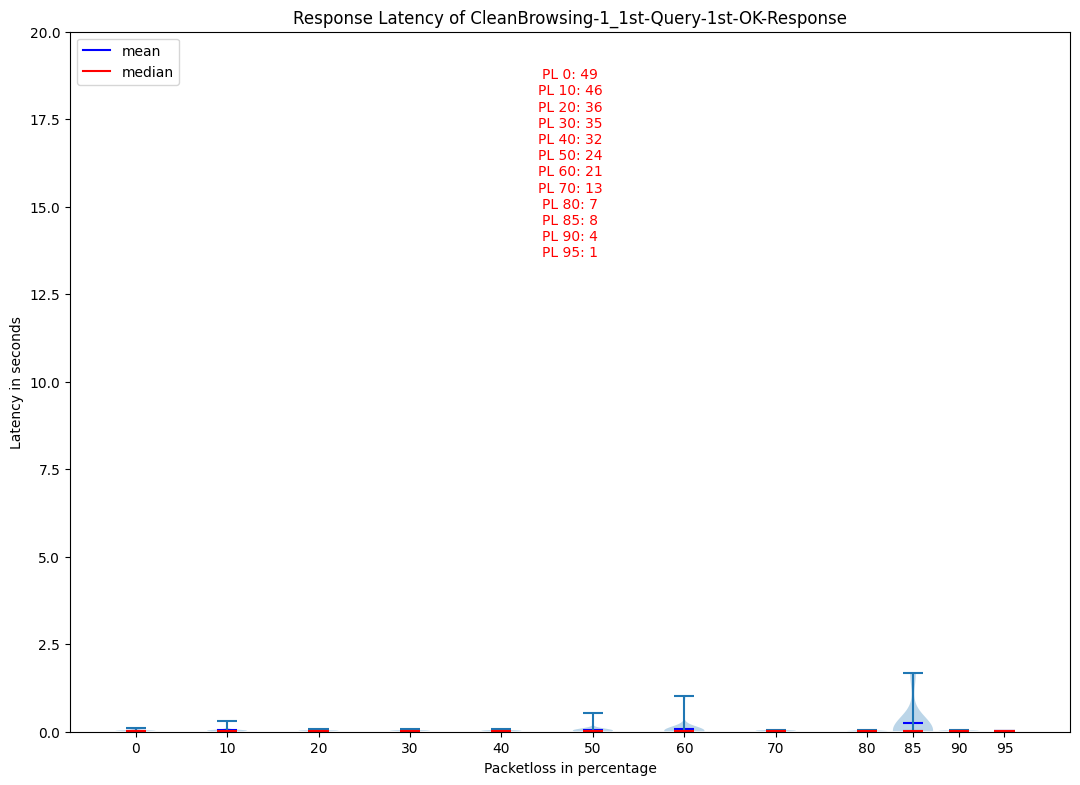 Response Latency of CleanBrowsing-1_1st-Query-1st-OK-Response
mean
median
PL 0: 49
PL 10: 46
PL 20: 36
PL 30: 35
PL 40: 32
PL 50: 24
PL 60: 21
PL 70: 13
PL 80: 7
PL 85: 8
PL 90: 4
PL 95: 1
Latency in seconds
20.0
17.5
15.0
12.5
10.0
7.5
5.0
2.5
0.0
0 10 20 30 40 50 60 70 80 85 90 95
Packetloss in percentage